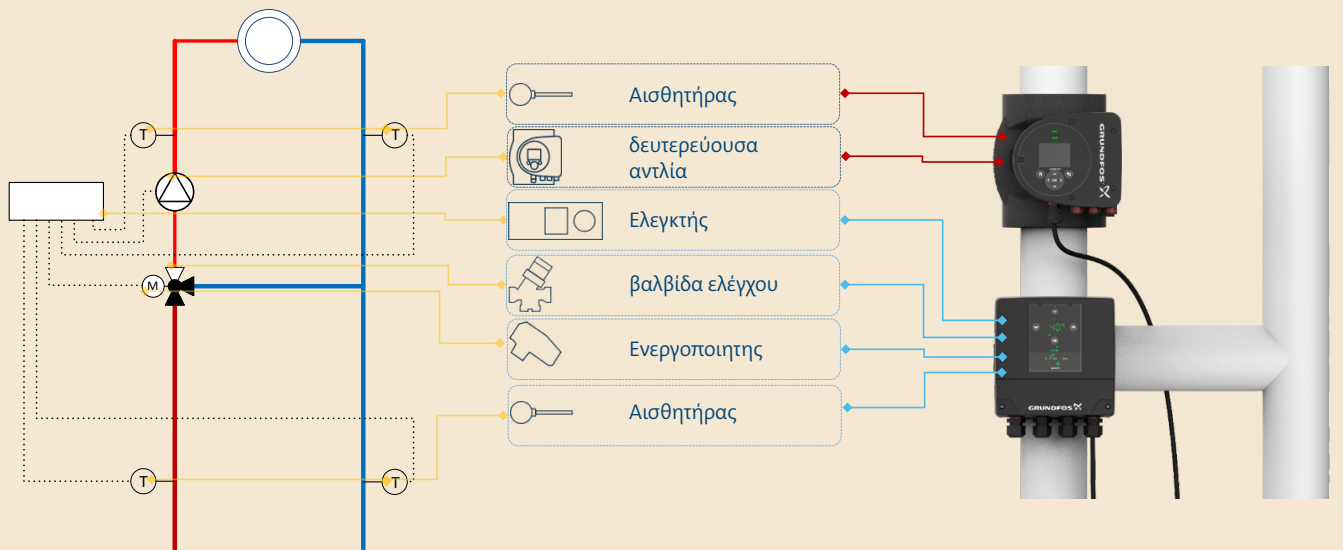 Αισθητήρας
T
T
δευτερεύουσα
αντλία
GRUNDFOS
Ελεγκτής
M
βαλβίδα ελέγχου
Ενεργοποιητης
Αισθητήρας
GRUNDFOS
T
T